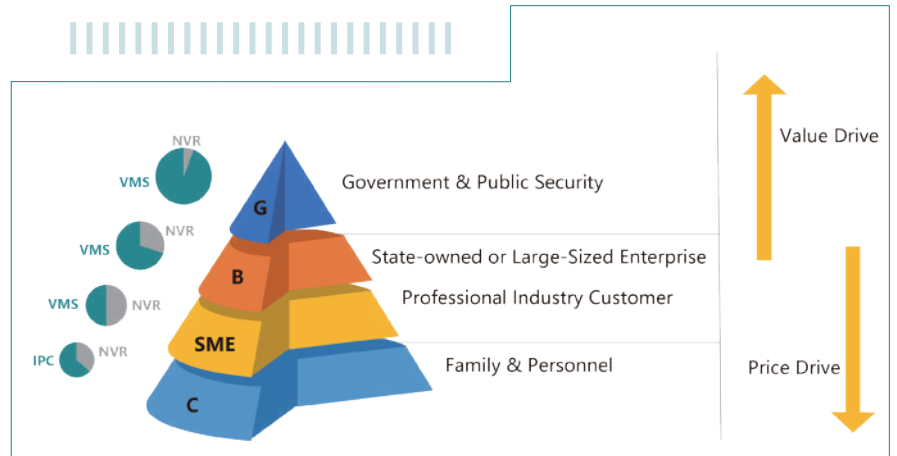 NVR
VMS
G
Government & Public Security
Value Drive
NVR
VMS
B
State-owned or Large-Sized Enterprise
Professional Industry Customer
VMS
NVR
SME
IPC
NVR
Family & Personnel
Price Drive
C